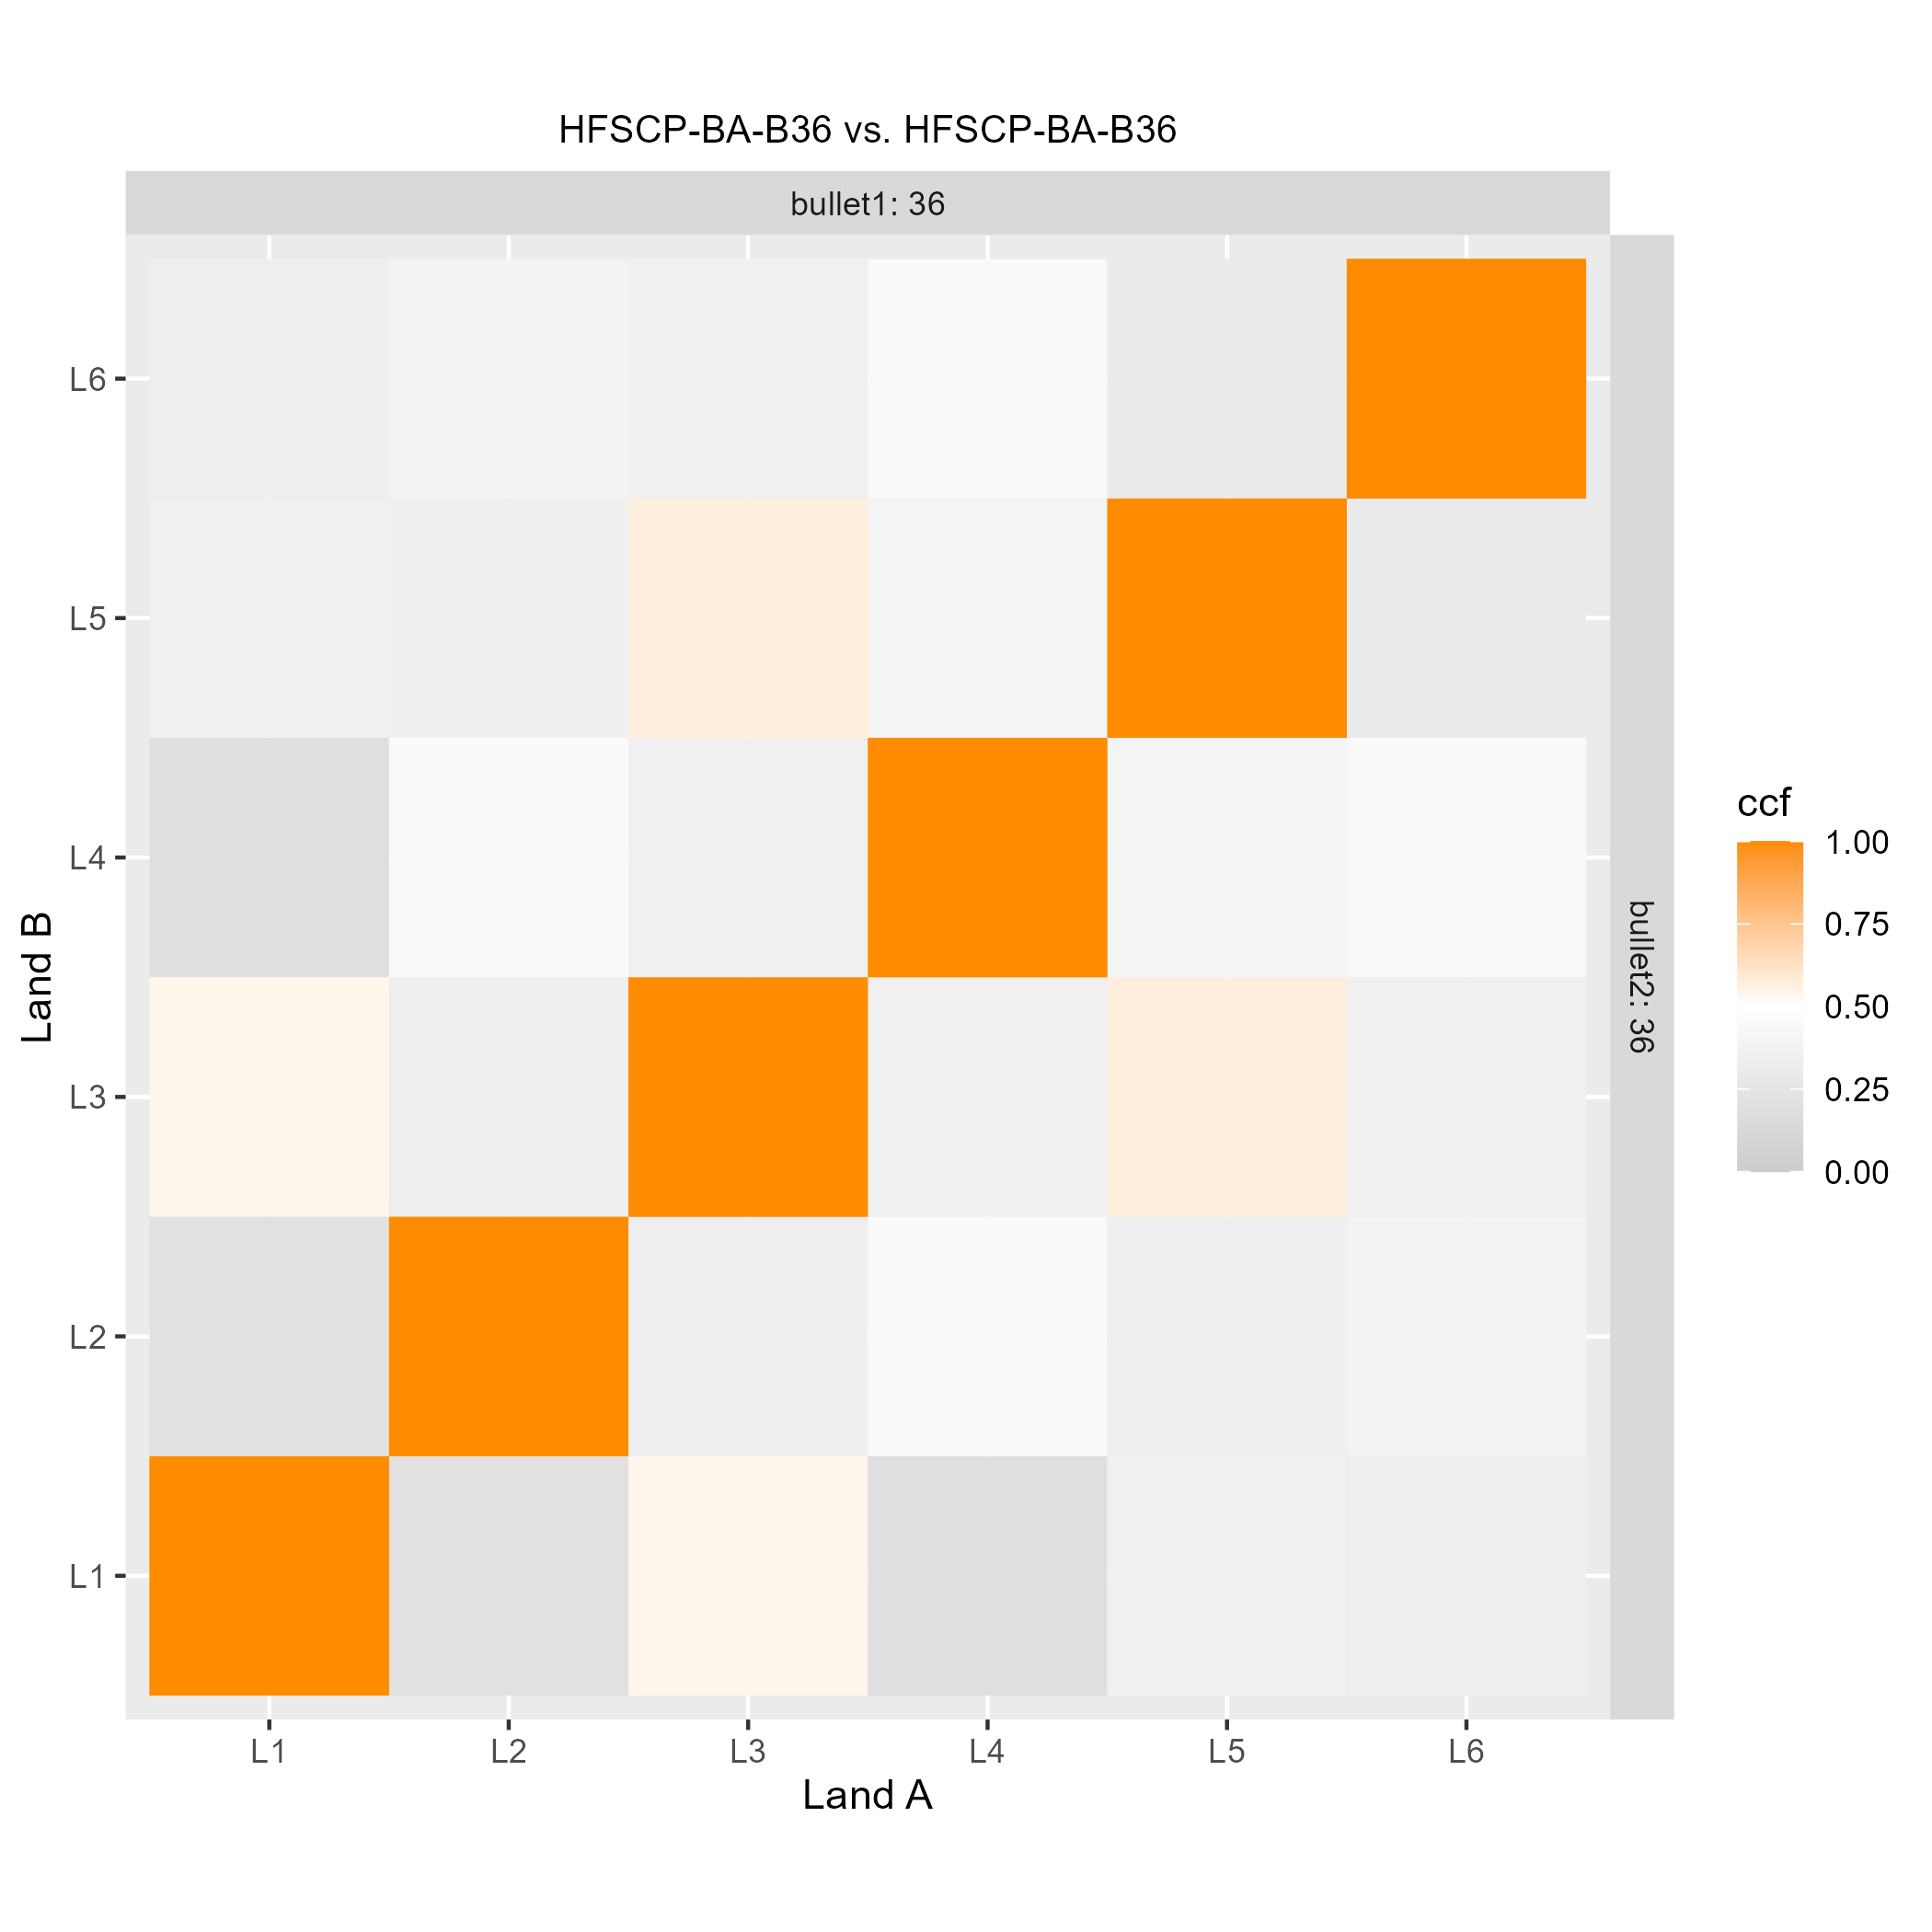 HFSCP-BA-B36 vs. HFSCP-BA-B36
bullet1: 36
L6
L5
L4
L3
L2
L1
Land B
bullet2: 36
L1 L2 L3 L4 L5 L6
Land A
ccf
1.00
0.75
0.50
0.25
0.00